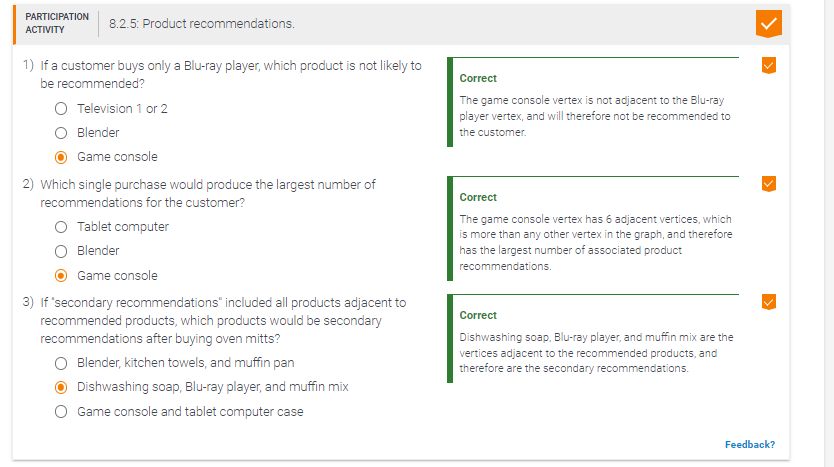 PARTICIPATION
ACTIVITY
8.2.5: Product recommendations.
1) If a customer buys only a Blu-ray player, which product is not likely to
be recommended?
Television 1 or 2
Blender
Game console
Correct
The game console vertex is not adjacent to the Blu-ray
player vertex, and will therefore not be recommended to
the customer.
2) Which single purchase would produce the largest number of
recommendations for the customer?
Tablet computer
Blender
Game console
Correct
The game console vertex has 6 adjacent vertices, which
is more than any other vertex in the graph, and therefore
has the largest number of associated product
recommendations.
3) If "secondary recommendations" included all products adjacent to
recommended products, which products would be secondary
recommendations after buying oven mitts?
Blender, kitchen towels, and muffin pan
Dishwashing soap, Blu-ray player, and muffin mix
Game console and tablet computer case
Correct
Dishwashing soap, Blu-ray player, and muffin mix are the
vertices adjacent to the recommended products, and
therefore are the secondary recommendations.
Feedback?